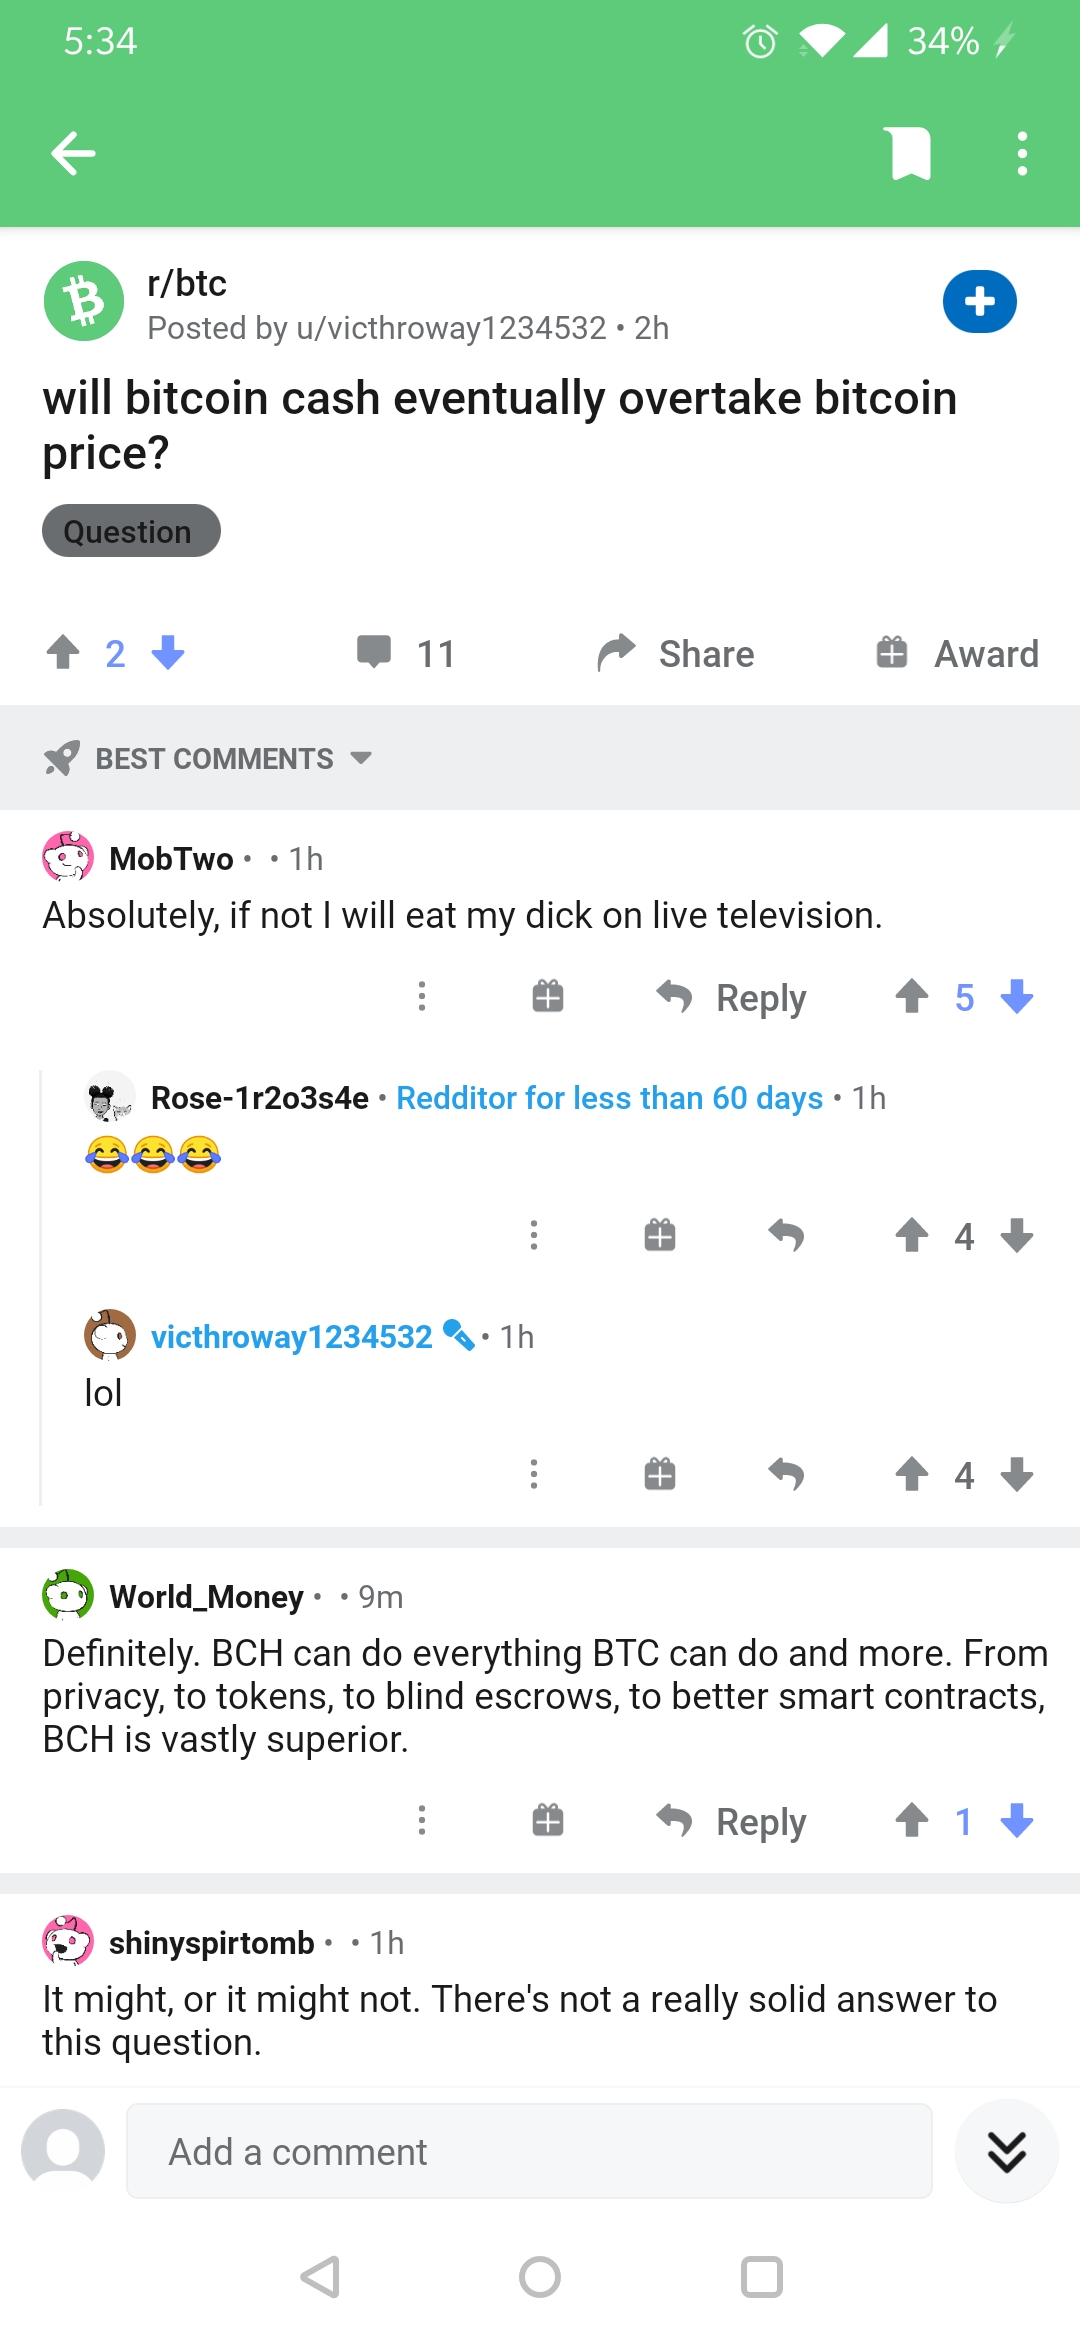 5:34
34%
r/btc
Posted by u/victhroway1234532 • 2h
will bitcoin cash eventually overtake bitcoin
price?
Question
2
11
Share
Award
BEST COMMENTS
MobTwo • • 1h
Absolutely, if not I will eat my dick on live television.
Reply
5
Rose-1r2o3s4e • Redditor for less than 60 days • 1h
😂😂😂
4
victhroway1234532 • 1h
lol
4
World_Money • • 9m
Definitely. BCH can do everything BTC can do and more. From
privacy, to tokens, to blind escrows, to better smart contracts,
BCH is vastly superior.
Reply
1
shinyspirtomb • • 1h
It might, or it might not. There's not a really solid answer to
this question.
Add a comment